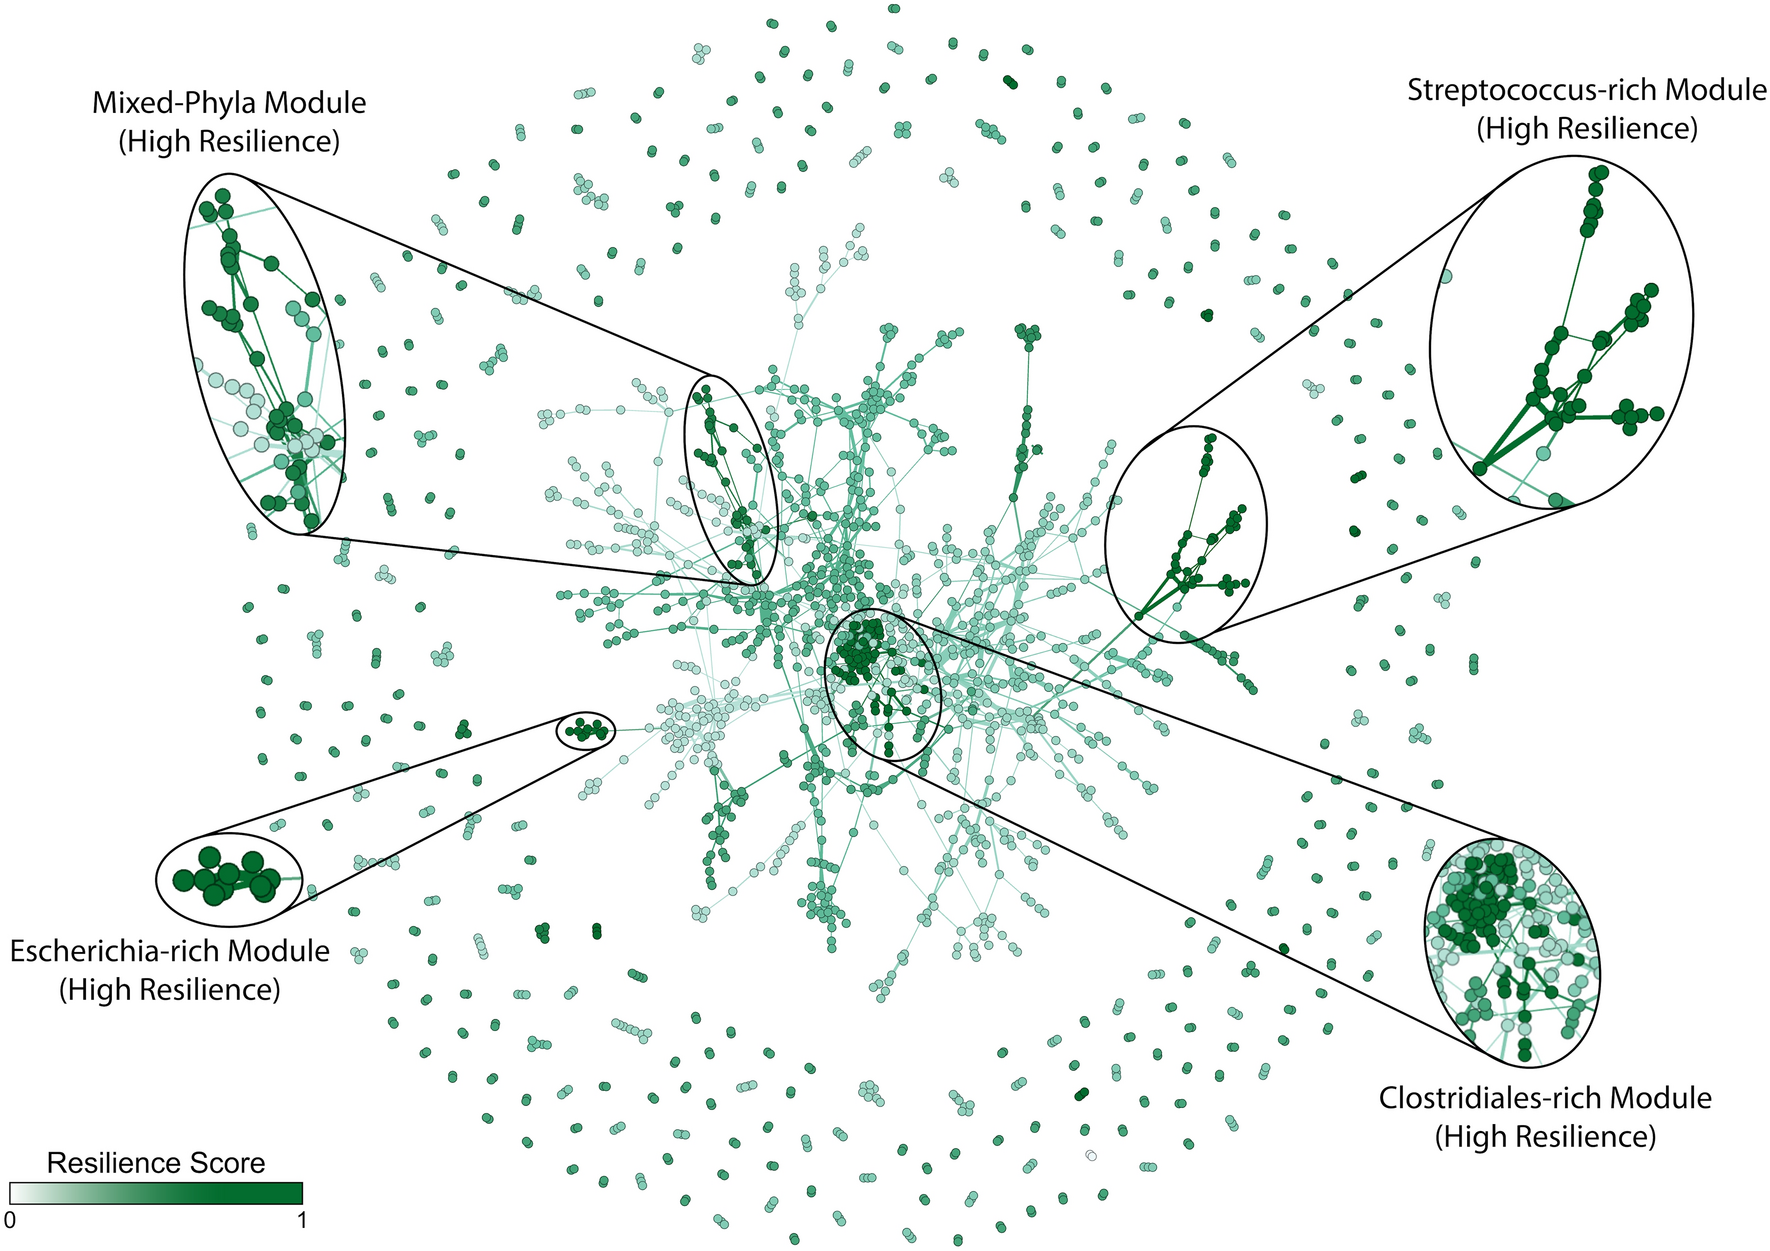 Mixed-Phyla Module
(High Resilience)
Streptococcus-rich Module
(High Resilience)
Escherichia-rich Module
(High Resilience)
Clostridiales-rich Module
(High Resilience)
Resilience Score
0 1